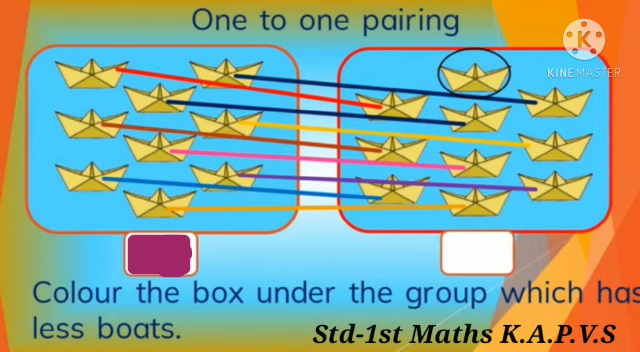 One to one pairing
K
KINEMASTER
Colour the box under the group which has
less boats.
Std-1st Maths K.A.P.V.S